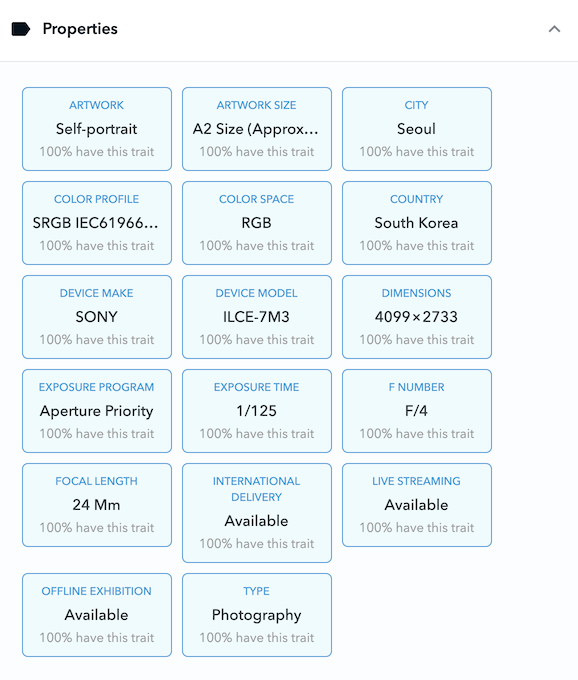 Properties
ARTWORK
Self-portrait
100% have this trait
ARTWORK SIZE
A2 Size (Approx...
100% have this trait
CITY
Seoul
100% have this trait
COLOR PROFILE
SRGB IEC61966...
100% have this trait
COLOR SPACE
RGB
100% have this trait
COUNTRY
South Korea
100% have this trait
DEVICE MAKE
SONY
100% have this trait
DEVICE MODEL
ILCE-7M3
100% have this trait
DIMENSIONS
4099×2733
100% have this trait
EXPOSURE PROGRAM
Aperture Priority
100% have this trait
EXPOSURE TIME
1/125
100% have this trait
F NUMBER
F/4
100% have this trait
FOCAL LENGTH
24 Mm
100% have this trait
INTERNATIONAL
DELIVERY
Available
100% have this trait
LIVE STREAMING
Available
100% have this trait
OFFLINE EXHIBITION
Available
100% have this trait
TYPE
Photography
100% have this trait